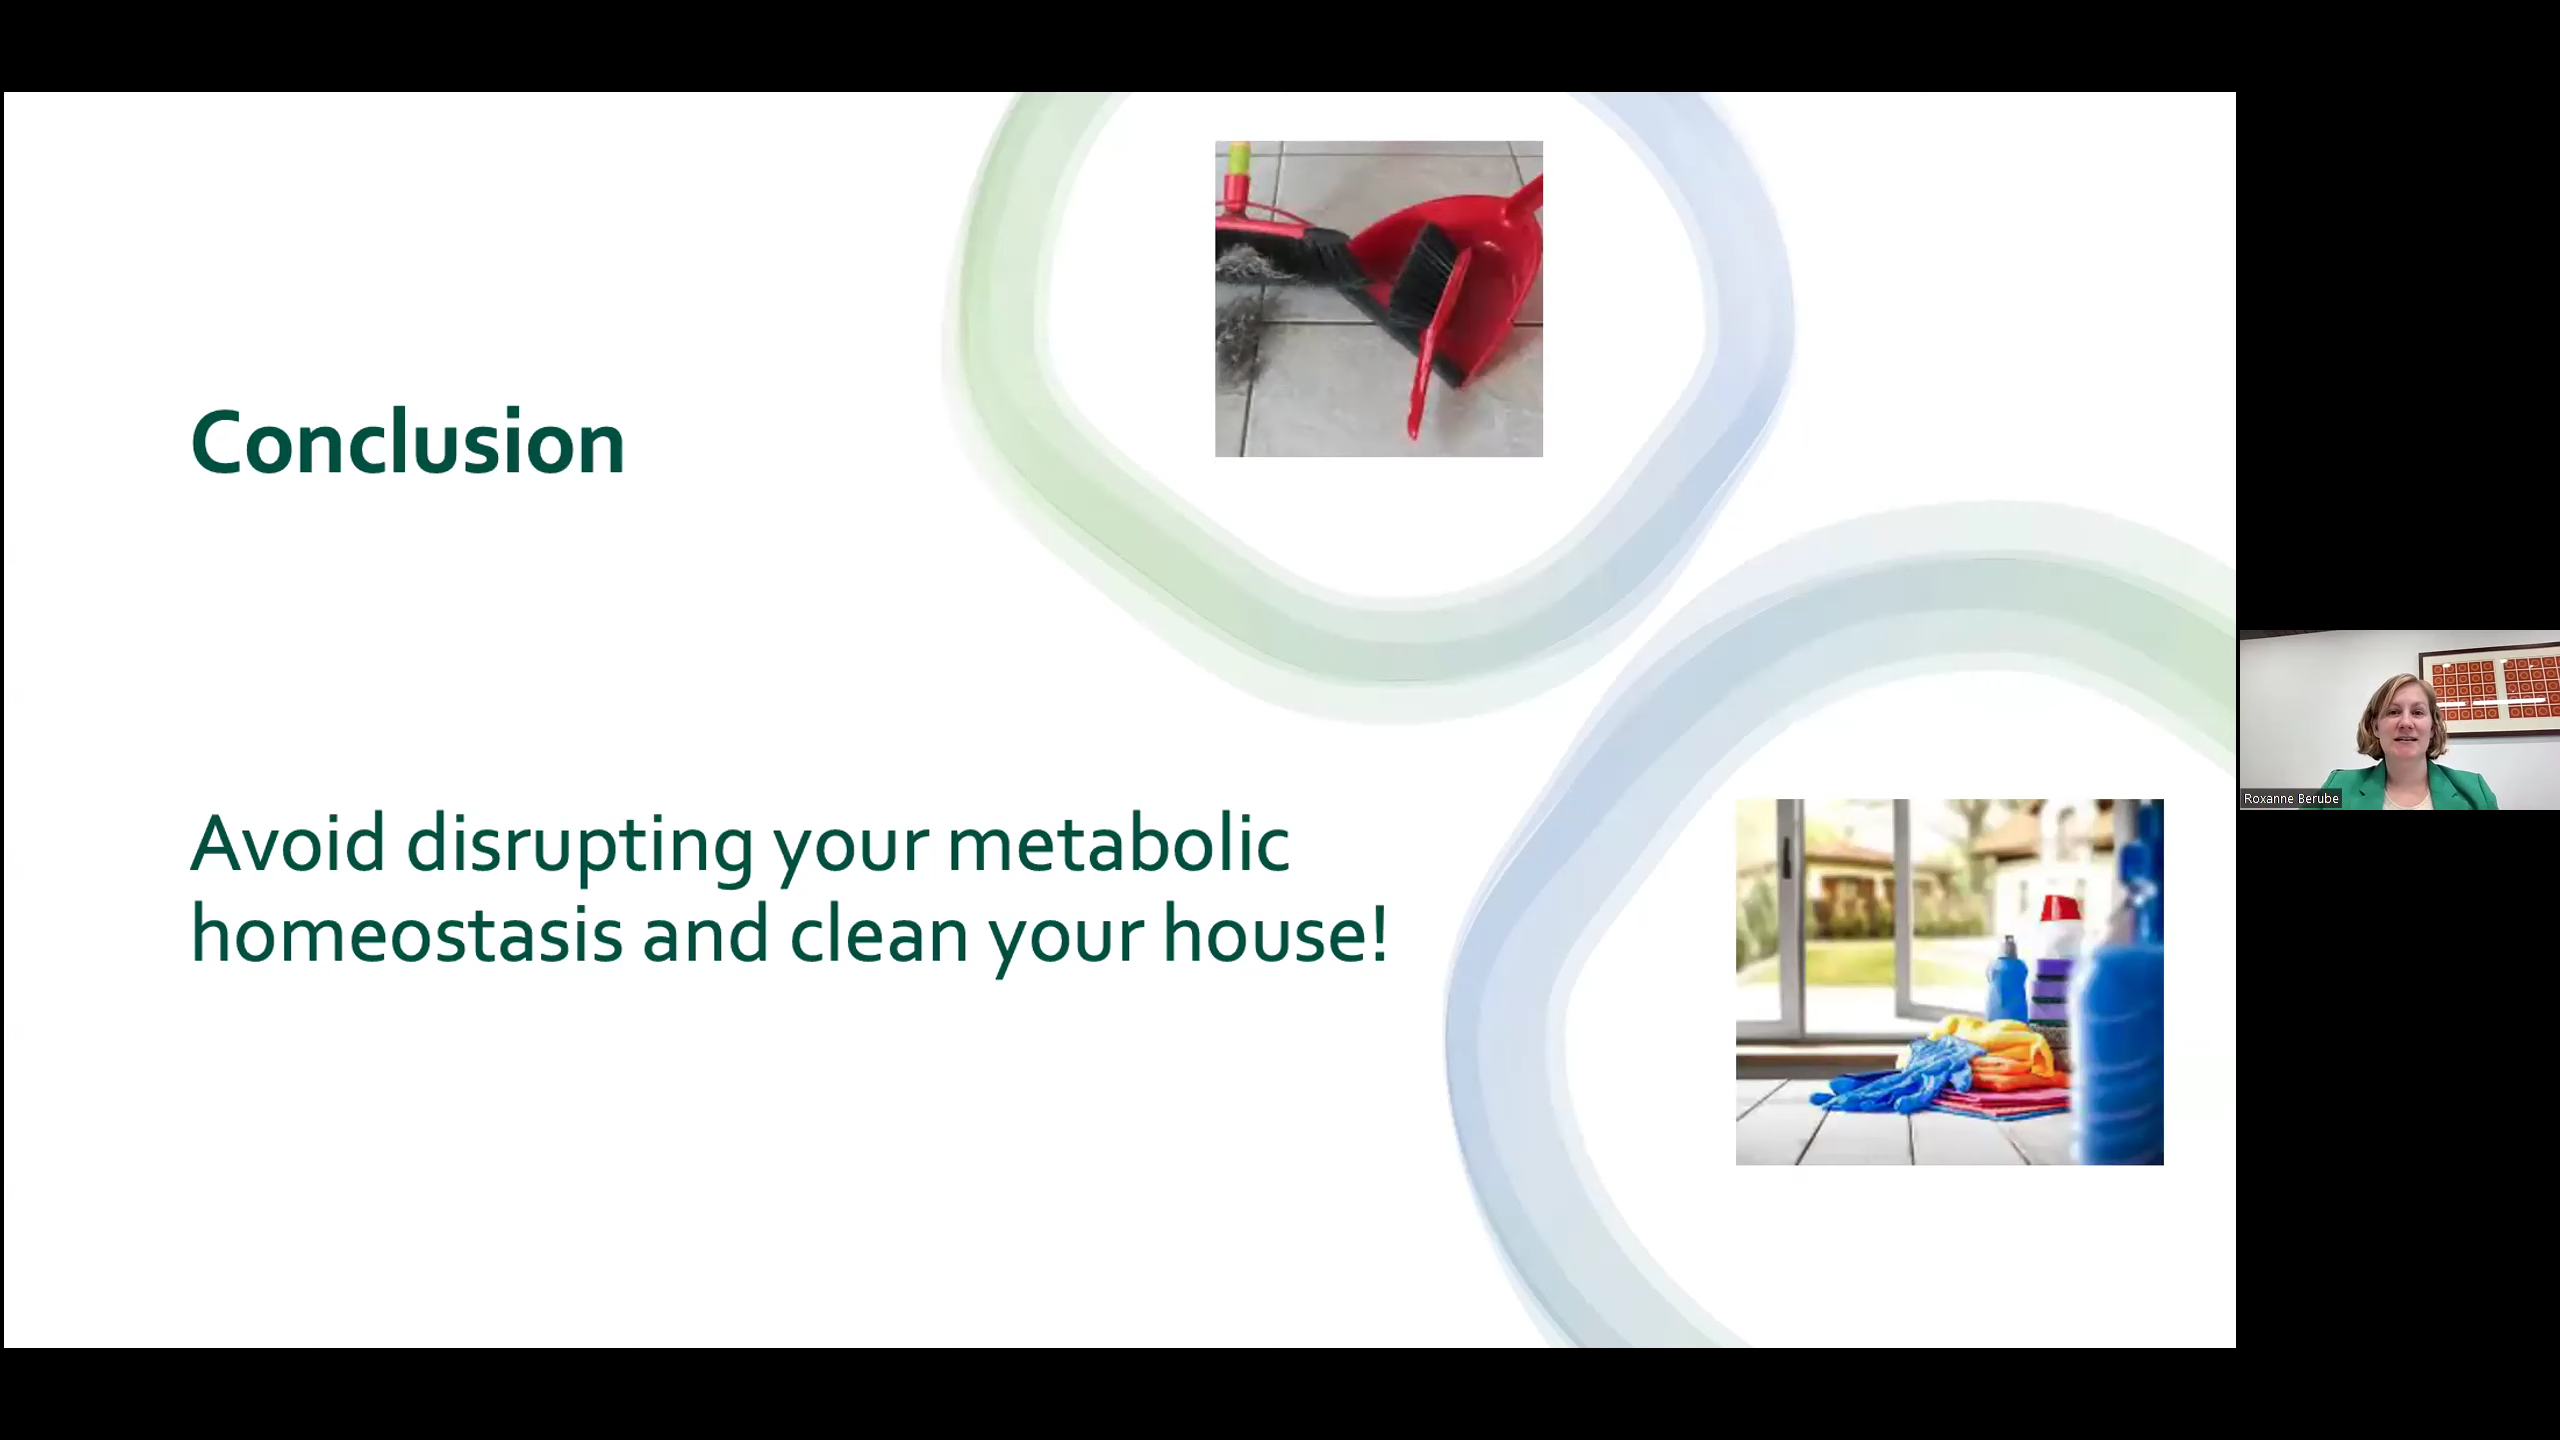 Conclusion
Avoid disrupting your metabolic
homeostasis and clean your house!
Roxanne Berube